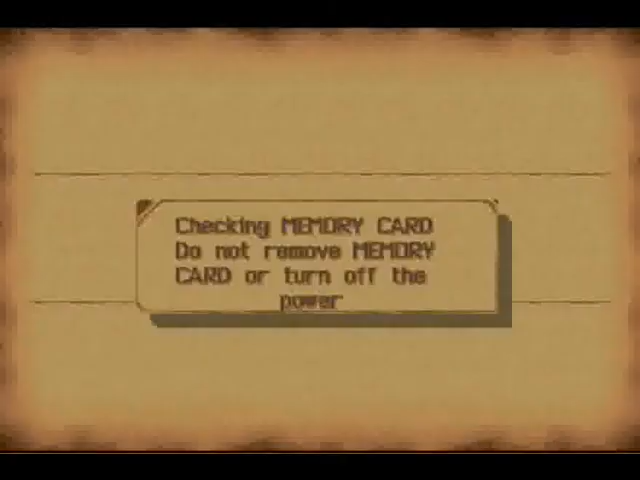 Checking MEMORY CARD
Do not remove MEMORY
CARD or turn off the
power